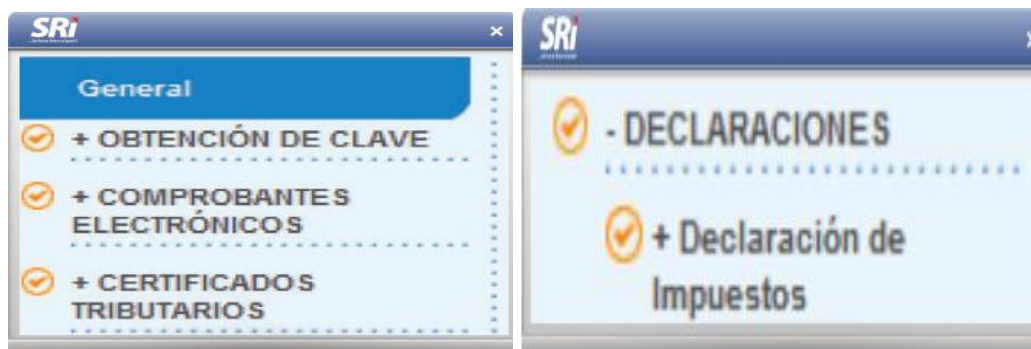 SRi
×
General
+ OBTENCIÓN DE CLAVE
+ COMPROBANTES
ELECTRÓNICOS
+ CERTIFICADOS
TRIBUTARIOS
SRi
- DECLARACIONES
+ Declaración de
Impuestos